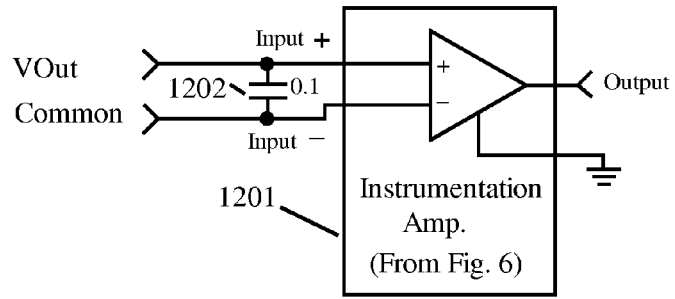 Input +
VOut
1202
0.1
+
Output
Common
−
Input −
1201
Instrumentation
Amp.
(From Fig. 6)